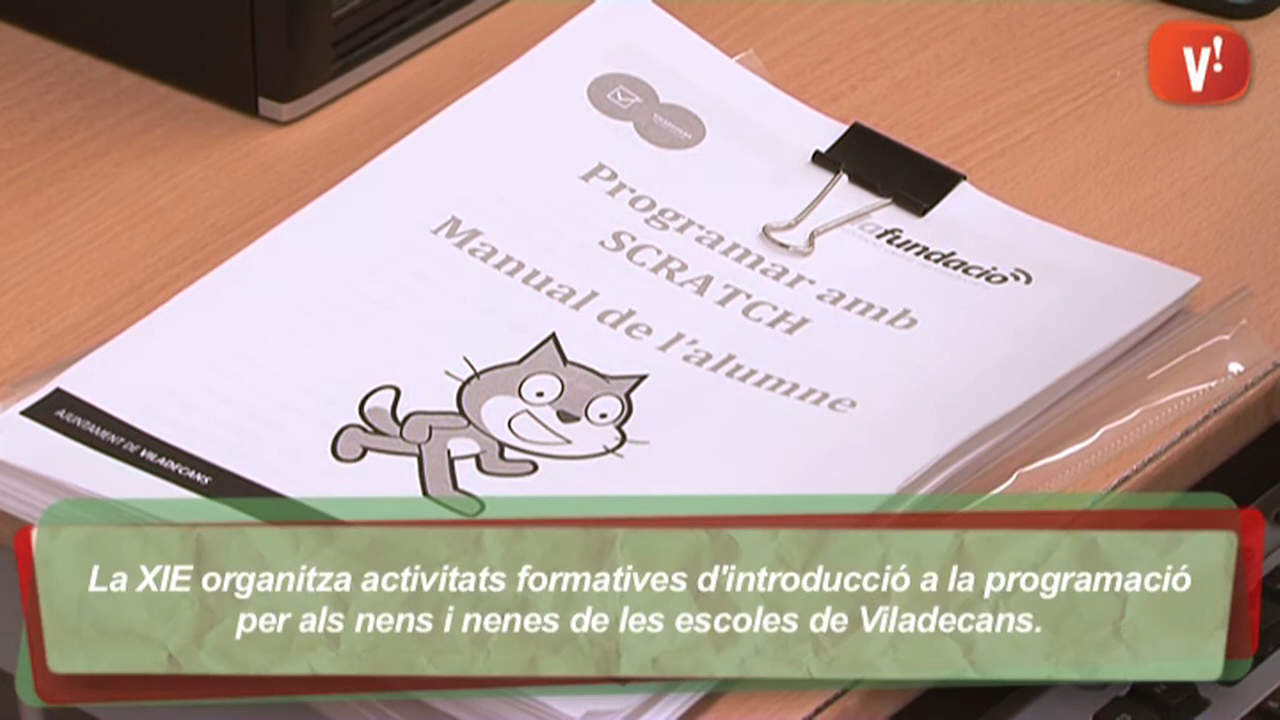 V!
Programar amb
SCRATCH
Manual de l'alumne
lafundacio
AJUNTAMENT DE VILADECANS
La XIE organitza activitats formatives d'introducció a la programació
per als nens i nenes de les escoles de Viladecans.